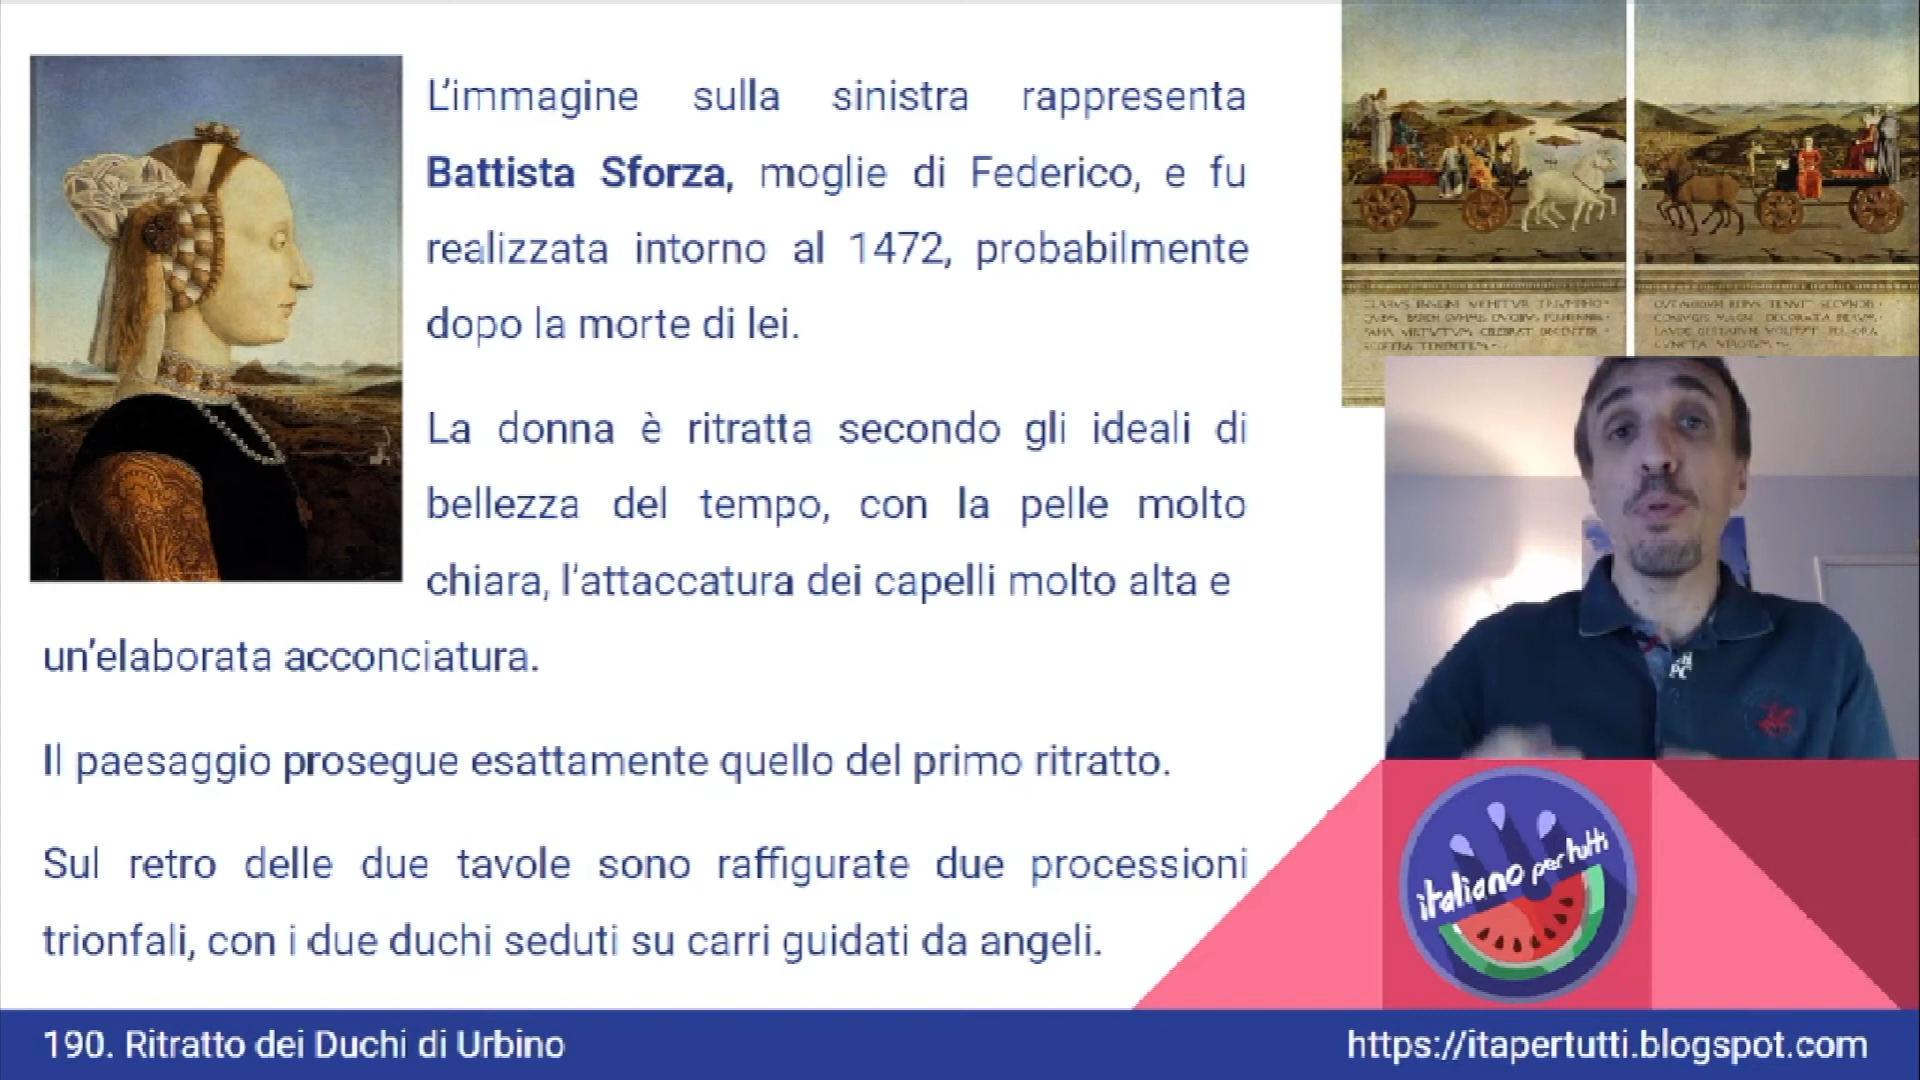 L'immagine sulla sinistra rappresenta
Battista Sforza, moglie di Federico, e fu
realizzata intorno al 1472, probabilmente
dopo la morte di lei.
La donna è ritratta secondo gli ideali di
bellezza del tempo, con la pelle molto
chiara, l'attaccatura dei capelli molto alta e
un'elaborata acconciatura.
Il paesaggio prosegue esattamente quello del primo ritratto.
Sul retro delle due tavole sono raffigurate due processioni
trionfali, con i due duchi seduti su carri guidati da angeli.
italiano per tutti
190. Ritratto dei Duchi di Urbino
https://itapertutti.blogspot.com